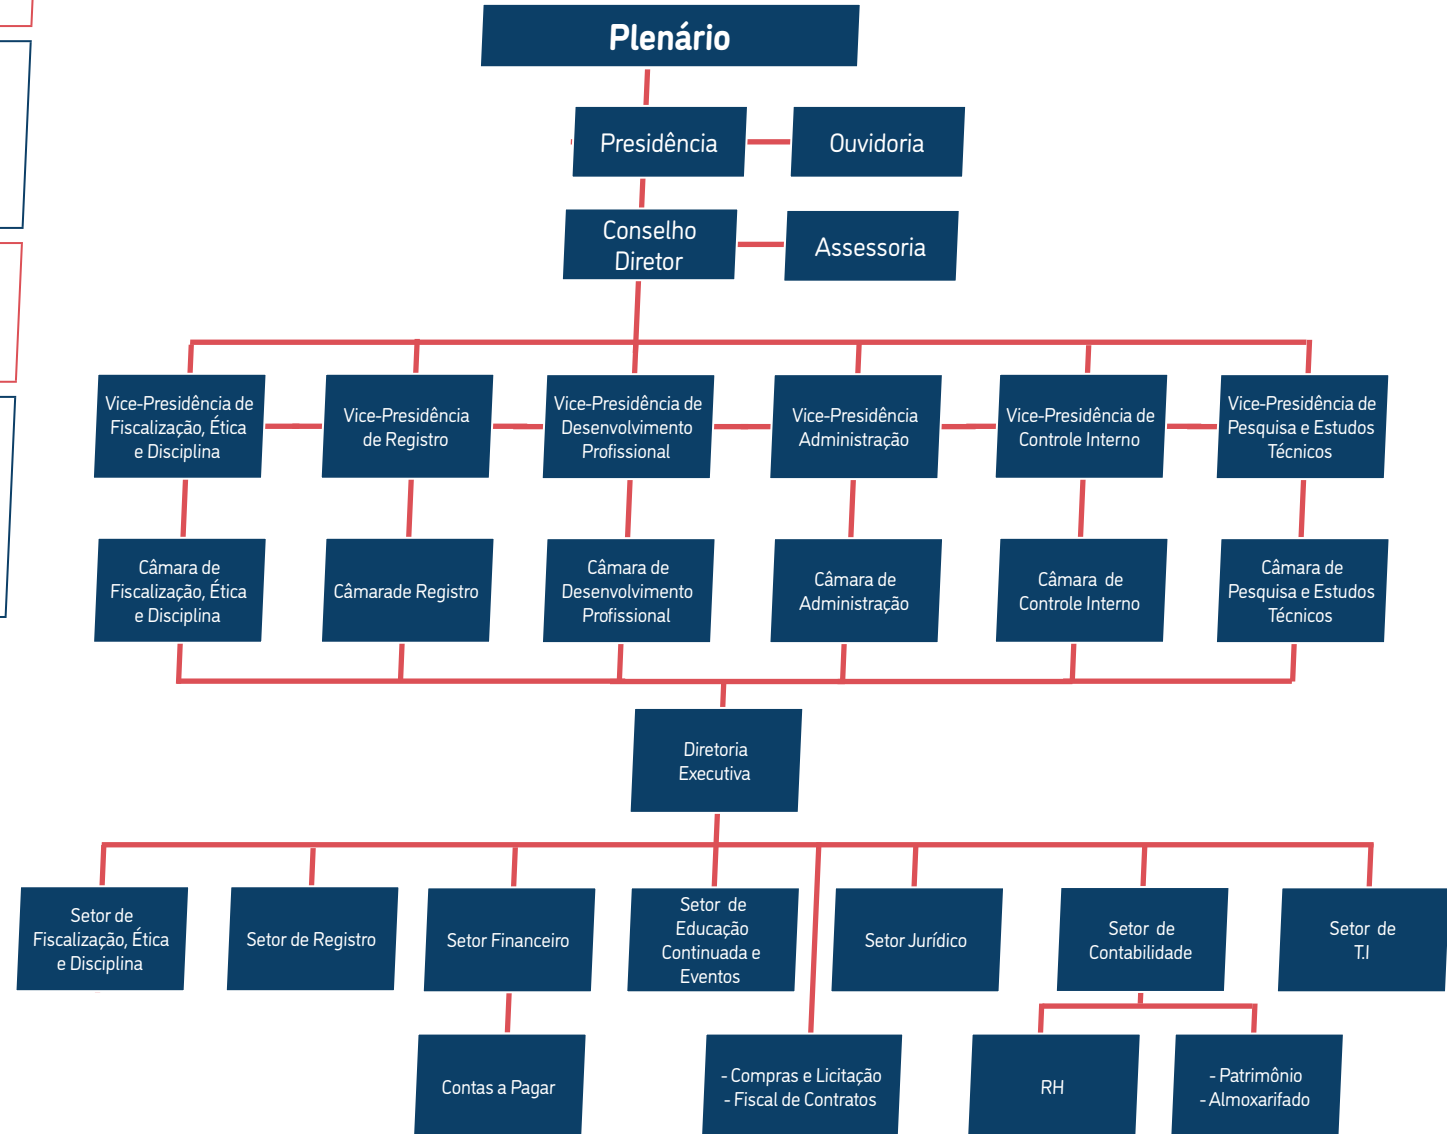 Plenário
Presidência
Ouvidoria
Conselho
Diretor
Assessoria
Vice-Presidência de
Fiscalização, Ética
e Disciplina
Vice-Presidência
de Registro
Vice-Presidência de
Desenvolvimento
Profissional
Vice-Presidência
Administração
Vice-Presidência de
Controle Interno
Vice-Presidência de
Pesquisa e Estudos
Técnicos
Câmara de
Fiscalização, Ética
e Disciplina
Câmarade Registro
Câmara de
Desenvolvimento
Profissional
Câmara de
Administração
Câmara de
Controle Interno
Câmara de
Pesquisa e Estudos
Técnicos
Diretoria
Executiva
Setor de
Fiscalização, Ética
e Disciplina
Setor de Registro
Setor Financeiro
Setor de
Educação
Continuada e
Eventos
Setor Jurídico
Setor de
Contabilidade
Setor de
T.I
Contas a Pagar
- Compras e Licitação
- Fiscal de Contratos
RH
- Patrimônio
- Almoxarifado